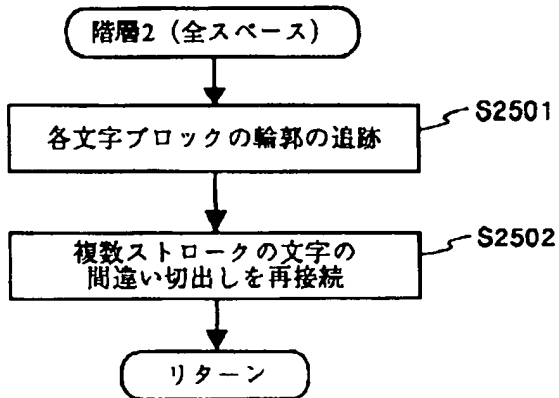 階層2（全スペース）
各文字ブロックの輪郭の追跡
S2501
複数ストロークの文字の
間違い切出しを再接続
S2502
リターン